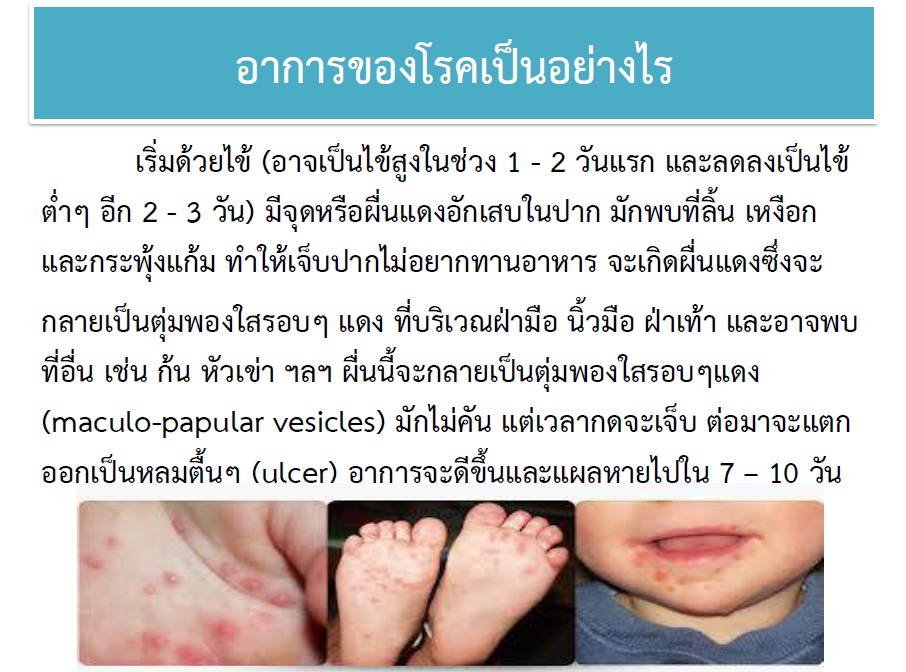 อาการของโรคเป็นอย่างไร
เริ่มด้วยไข้ (อาจเป็นไข้สูงในช่วง 1 - 2 วันแรก และลดลงเป็นไข้
ต่ำๆ อีก 2 - 3 วัน) มีจุดหรือผื่นแดงอักเสบในปาก มักพบที่ลิ้น เหงือก
และกระพุ้งแก้ม ทำให้เจ็บปากไม่อยากทานอาหาร จะเกิดผื่นแดงซึ่งจะ
กลายเป็นตุ่มพองใสรอบๆ แดง ที่บริเวณฝ่ามือ นิ้วมือ ฝ่าเท้า และอาจพบ
ที่อื่น เช่น ก้น หัวเข่า ฯลฯ ผื่นนี้จะกลายเป็นตุ่มพองใสรอบๆแดง
(maculo-papular vesicles) มักไม่คัน แต่เวลากดจะเจ็บ ต่อมาจะแตก
ออกเป็นหลุมตื้นๆ (ulcer) อาการจะดีขึ้นและแผลหายไปใน 7 – 10 วัน